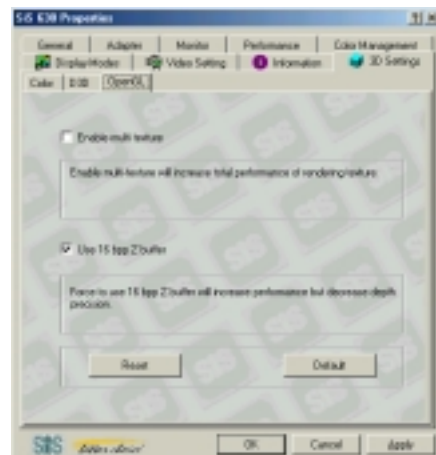 SiS 630 Properties
General Adapter Monitor Performance Color Management
Display Modes Video Setting Information 3D Settings
Color D3D OpenGL
Enable multi texture
Enable multi-texture will increase total performance of rendering texture.
Use 16 bpp Z buffer
Force to use 16 bpp Z buffer will increase performance but decrease depth
precision.
Reset Default
SiS OK Cancel Apply